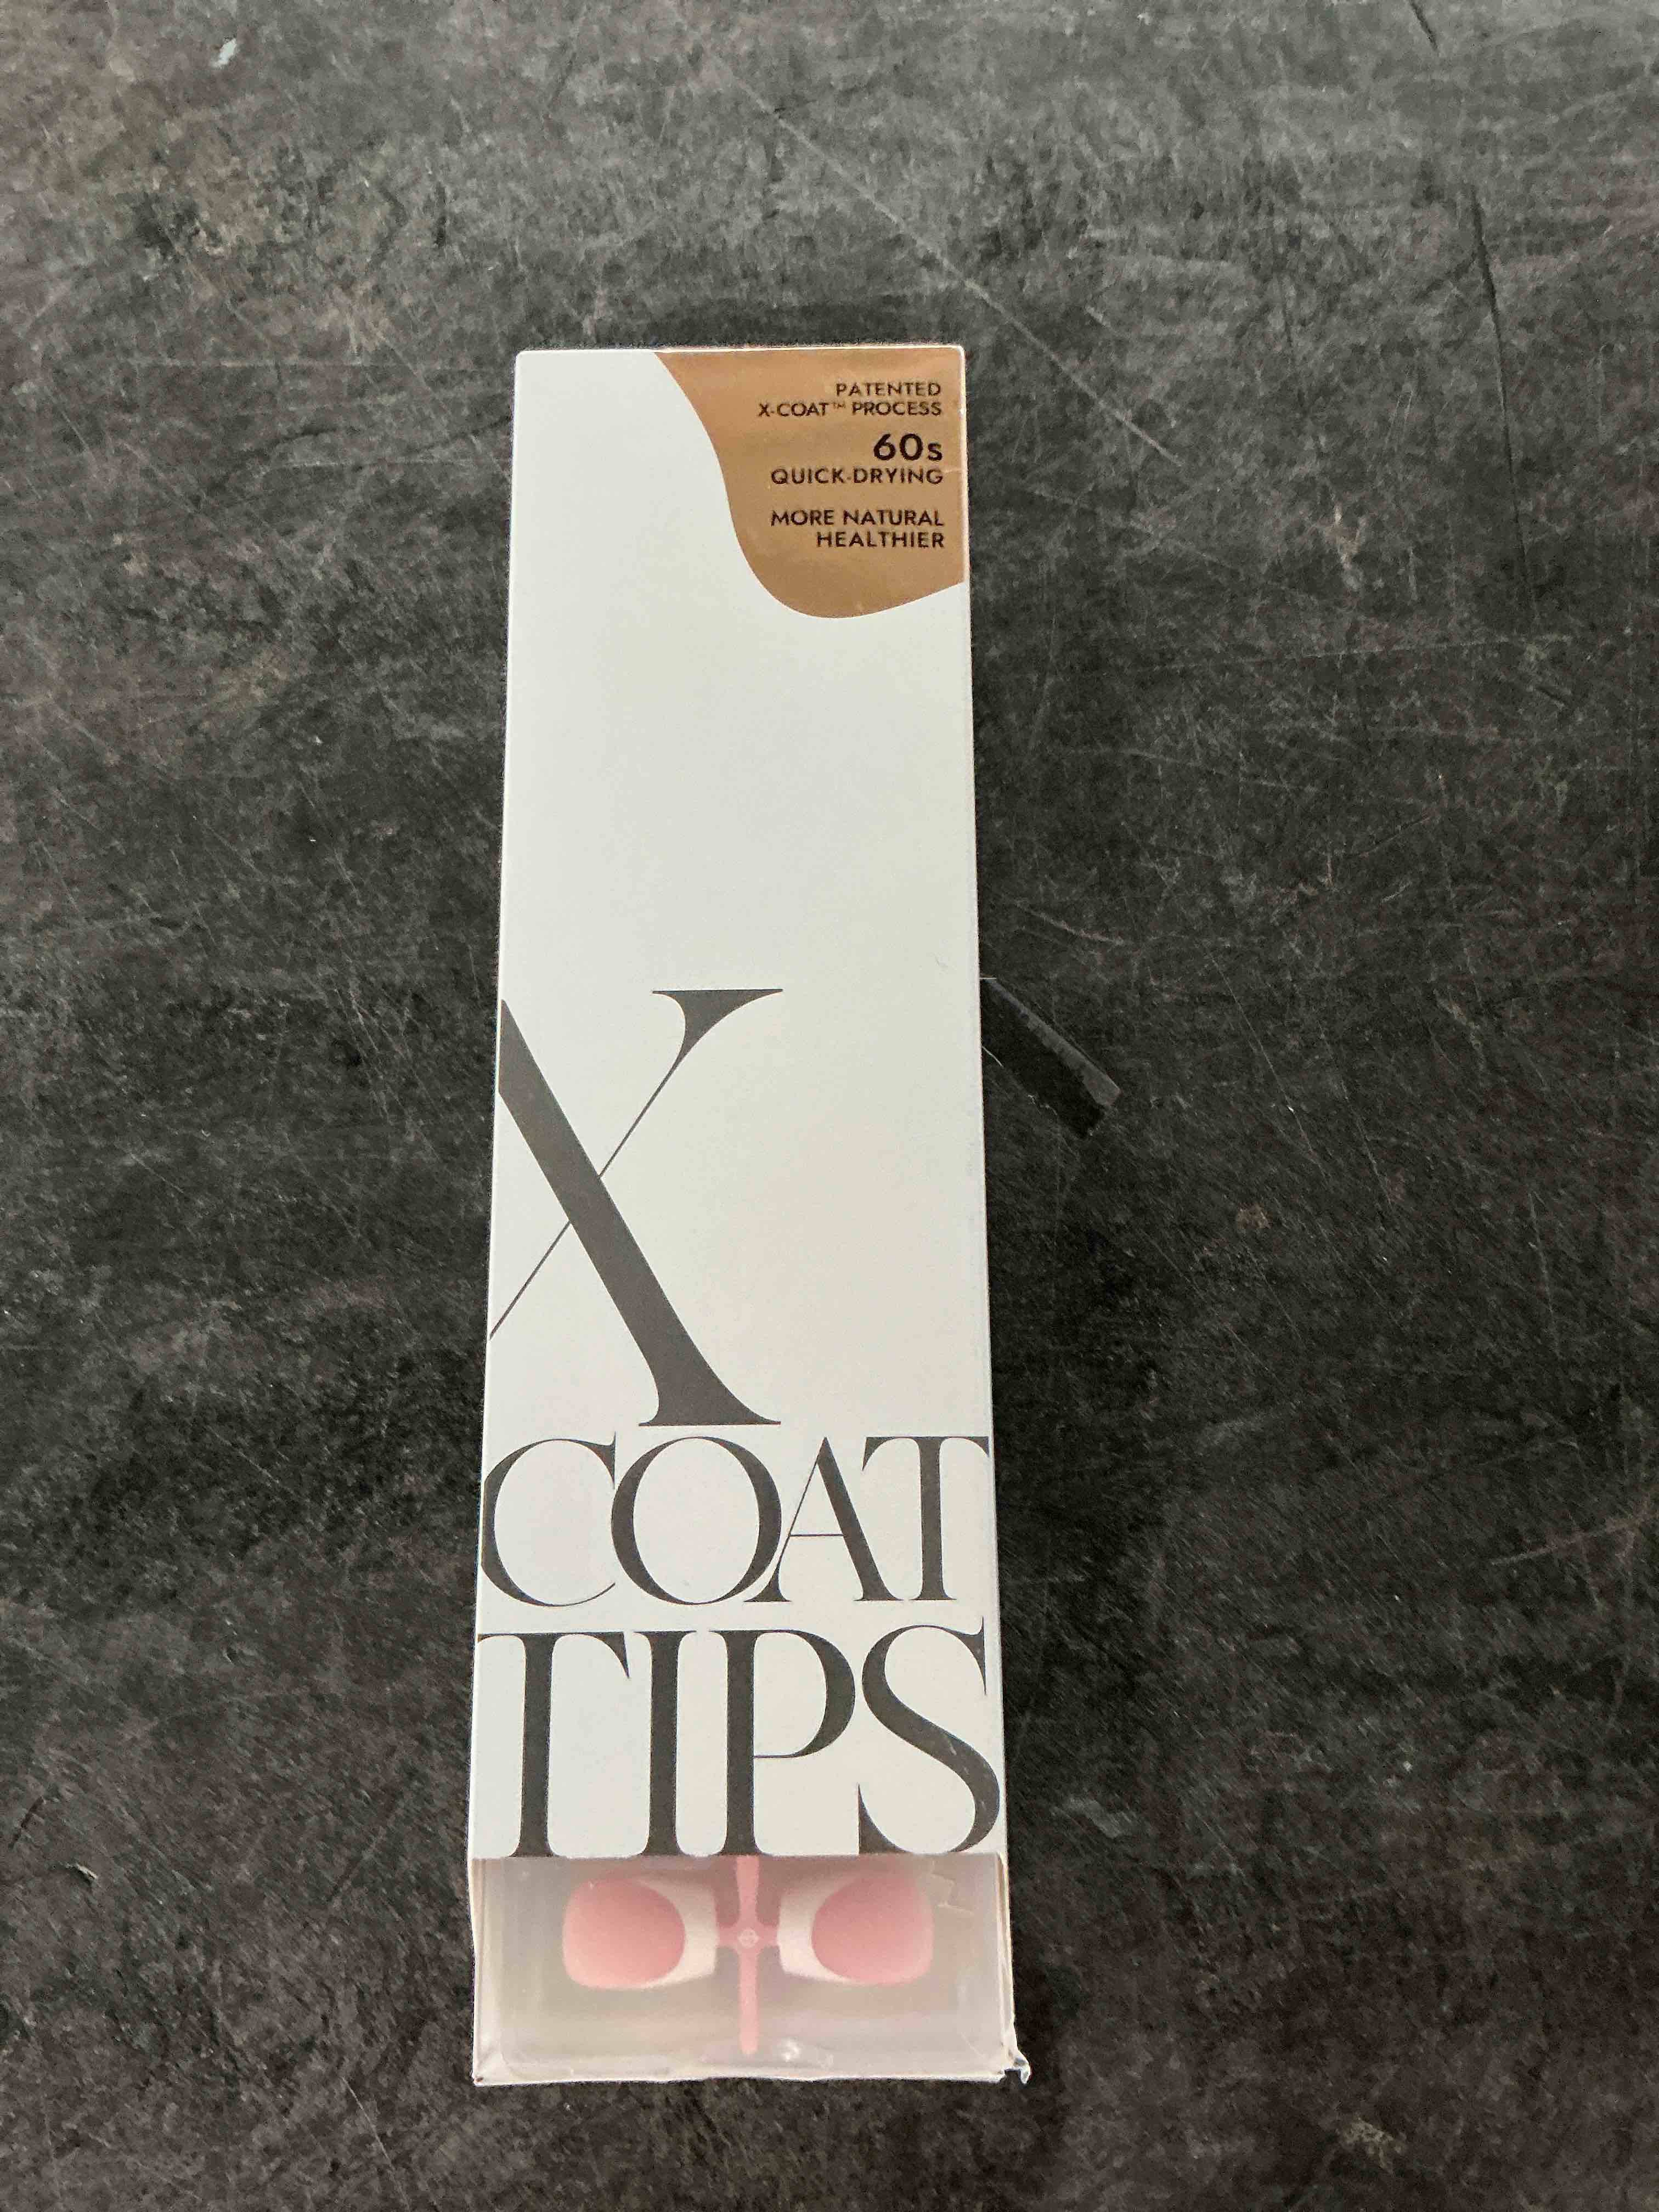 PATENTED
X-COAT™ PROCESS
60s
QUICK-DRYING
MORE NATURAL
HEALTHIER
X
COAT
TIPS